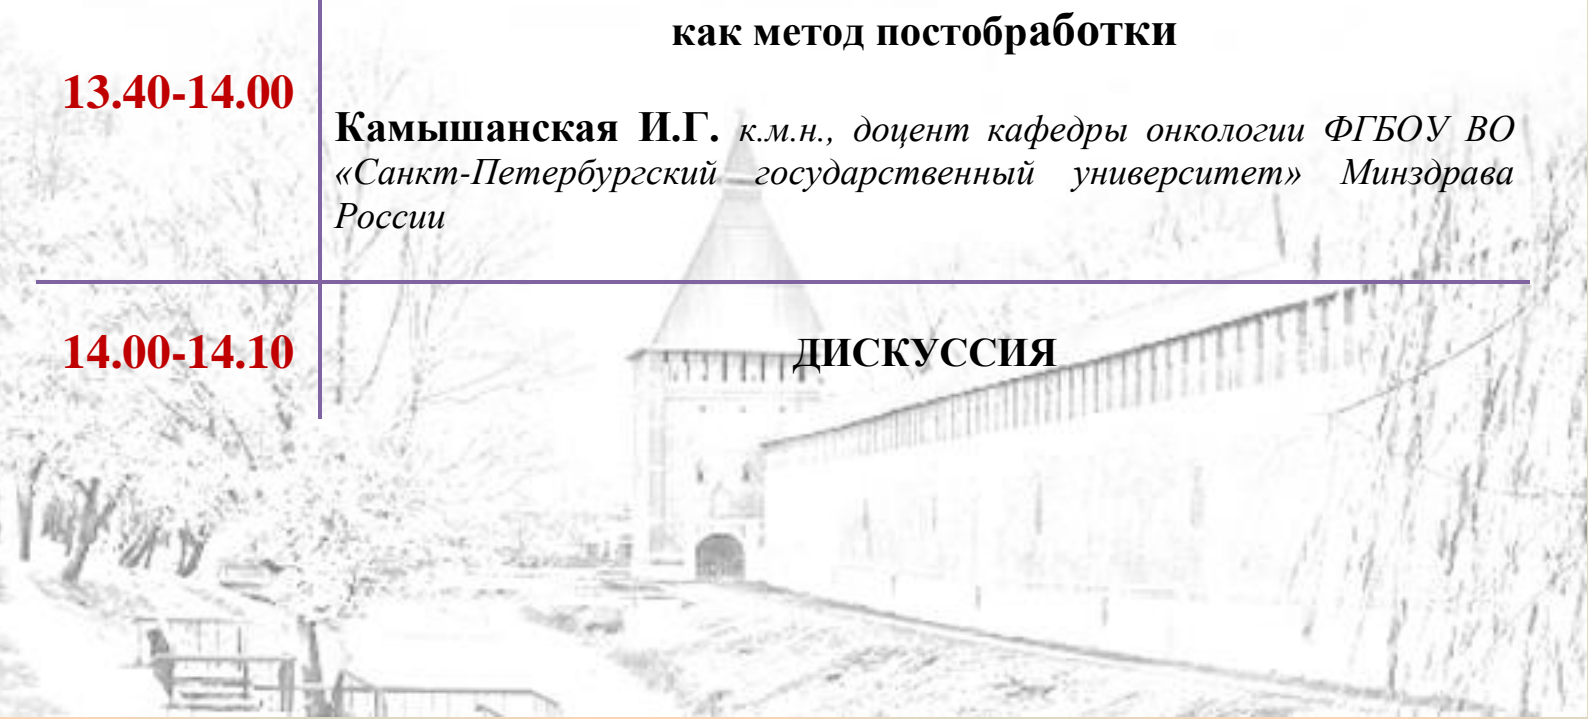 как метод постобработки
13.40-14.00
Камышанская И.Г. к.м.н., доцент кафедры онкологии ФГБОУ ВО
«Санкт-Петербургский государственный университет» Минздрава
России
14.00-14.10
ДИСКУССИЯ